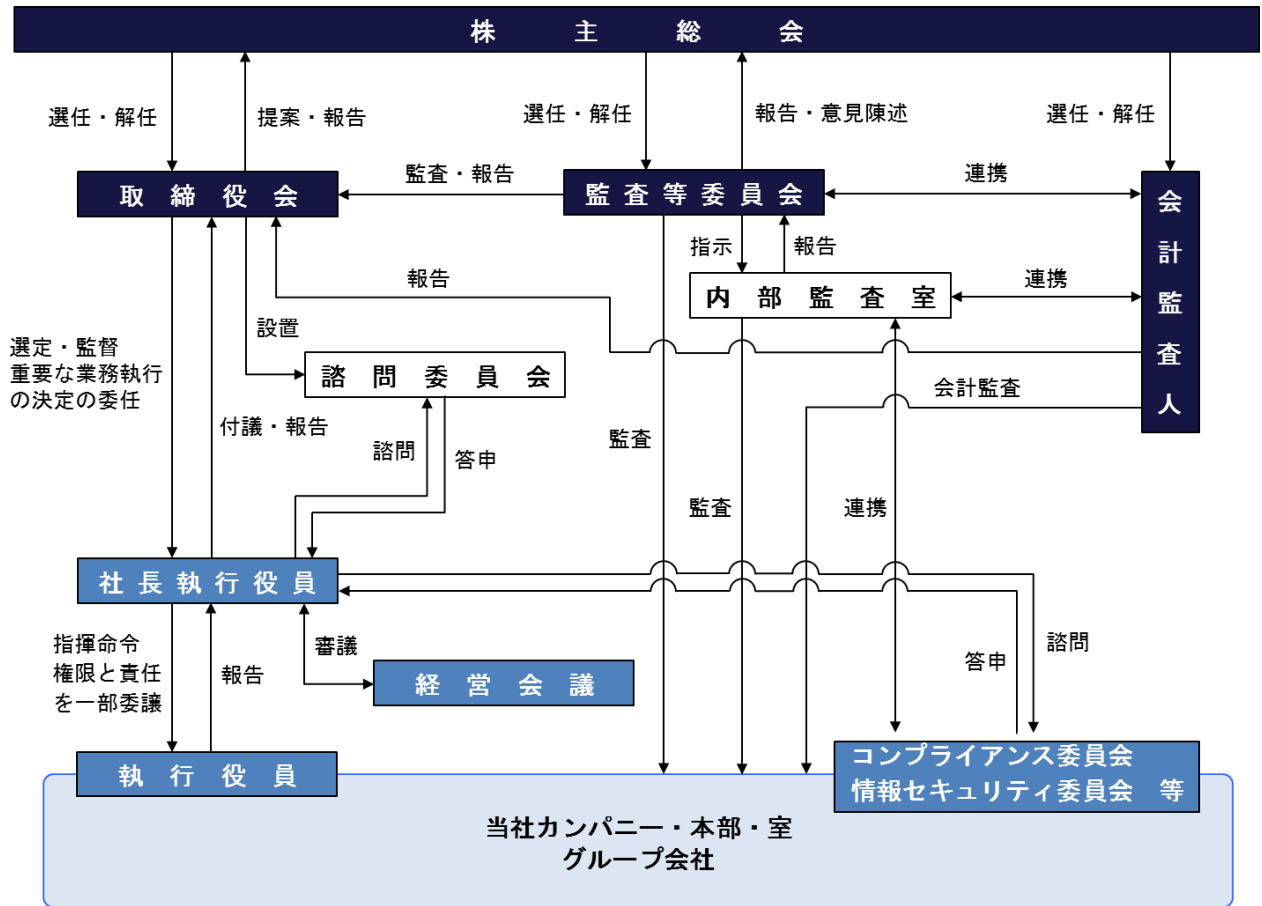 株主総会
選任・解任
提案・報告
選任・解任
報告・意見陳述
選任・解任
取締役会
監査・報告
監査等委員会
連携
会計監査人
指示
報告
報告
内部監査室
連携
設置
選定・監督
重要な業務執行
の決定の委任
諮問委員会
会計監査
付議・報告
諮問
答申
監査
監査
連携
社長執行役員
指揮命令
権限と責任
を一部委譲
報告
審議
経営会議
答申
諮問
執行役員
コンプライアンス委員会
情報セキュリティ委員会 等
当社カンパニー・本部・室
グループ会社